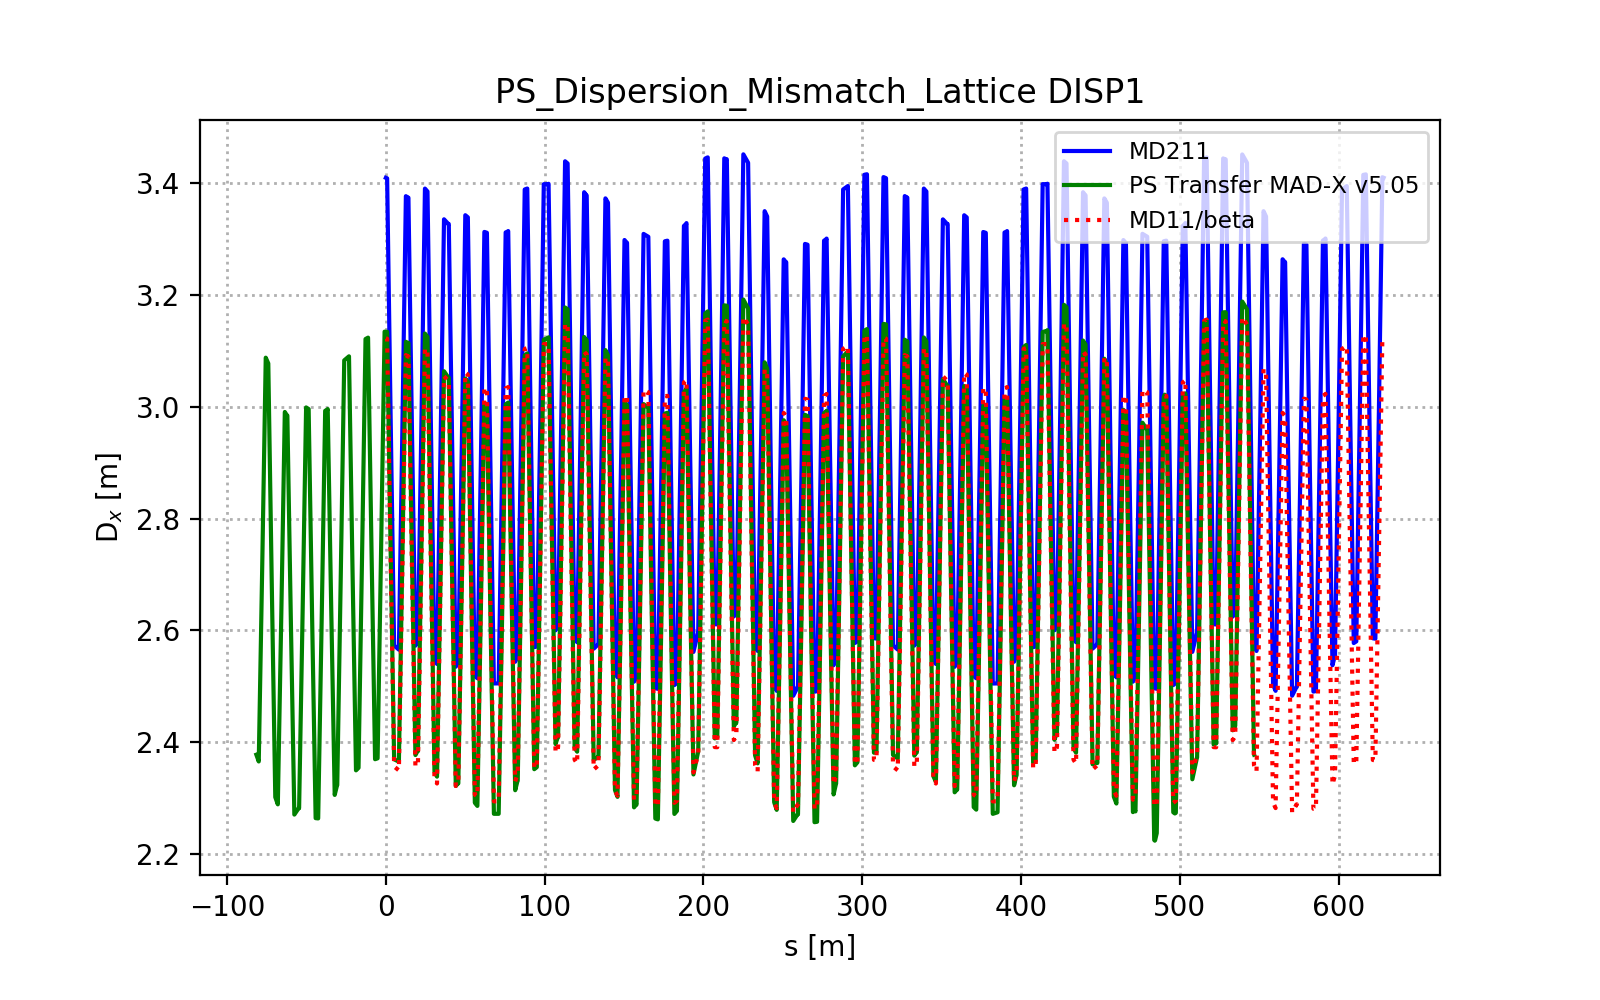 PS_Dispersion_Mismatch_Lattice DISP1
MD211
PS Transfer MAD-X v5.05
MD11/beta
3.4
3.2
3.0
2.8
2.6
2.4
2.2
Dₓ [m]
−100 0 100 200 300 400 500 600
s [m]